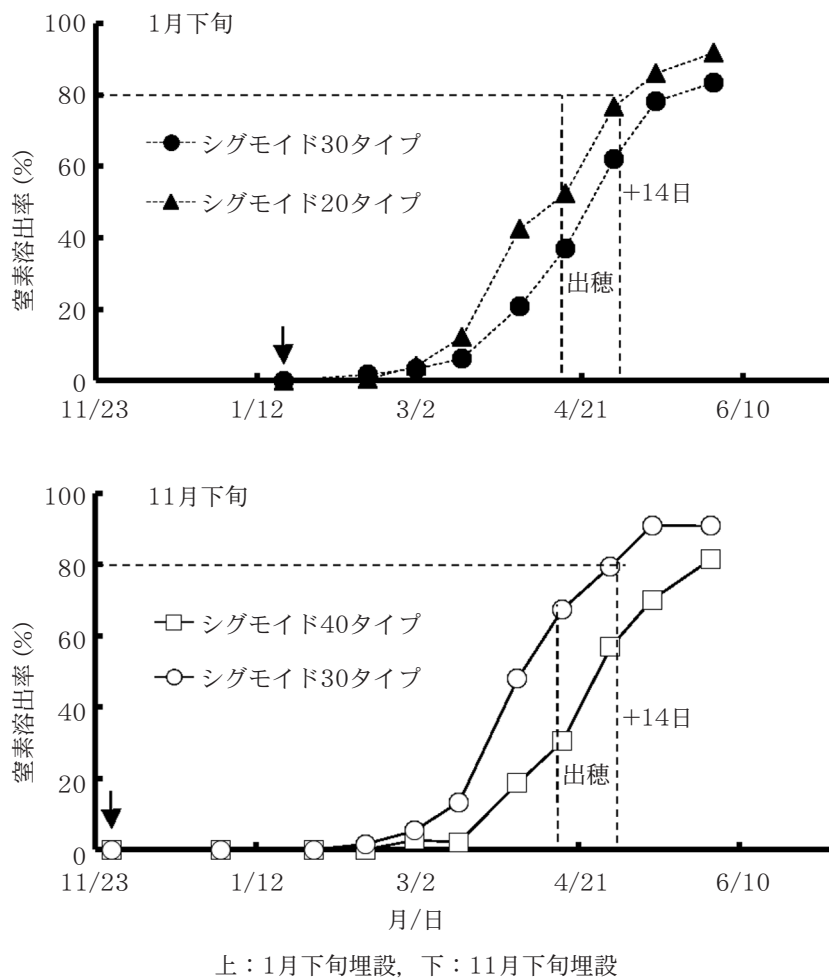 100
1月下旬
80
シグモイド30タイプ
60
シグモイド20タイプ
+14日
40
出穂
20
0
窒素溶出率 (%)
11/23
1/12
3/2
4/21
6/10
100
11月下旬
80
シグモイド40タイプ
60
シグモイド30タイプ
40
+14日
20
出穂
0
窒素溶出率 (%)
11/23
1/12
3/2
4/21
6/10
月/日
上：1月下旬埋設，下：11月下旬埋設